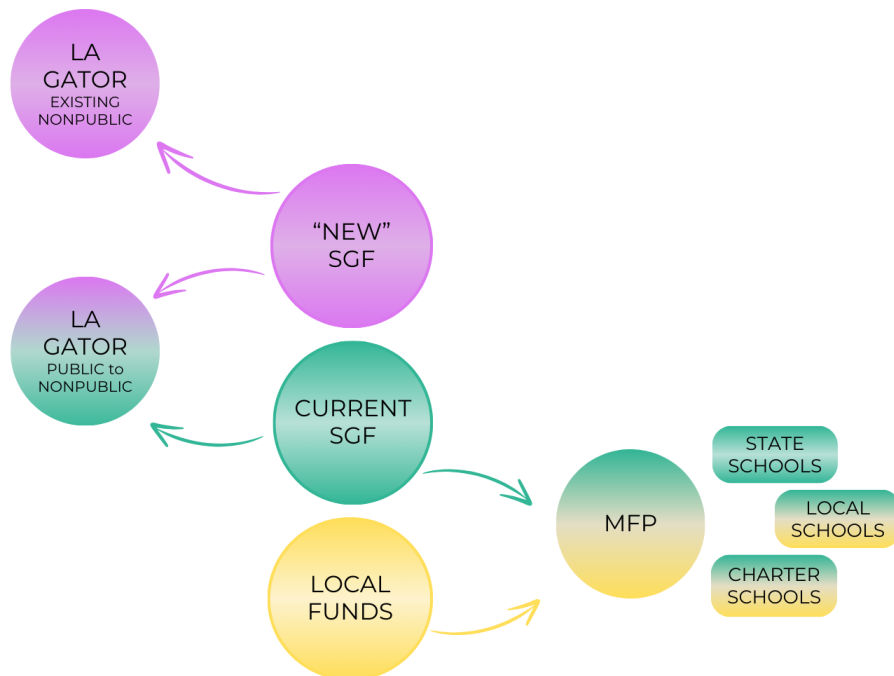 LA
GATOR
EXISTING
NONPUBLIC
“NEW”
SGF
LA
GATOR
PUBLIC to
NONPUBLIC
CURRENT
SGF
LOCAL
FUNDS
MFP
STATE
SCHOOLS
LOCAL
SCHOOLS
CHARTER
SCHOOLS